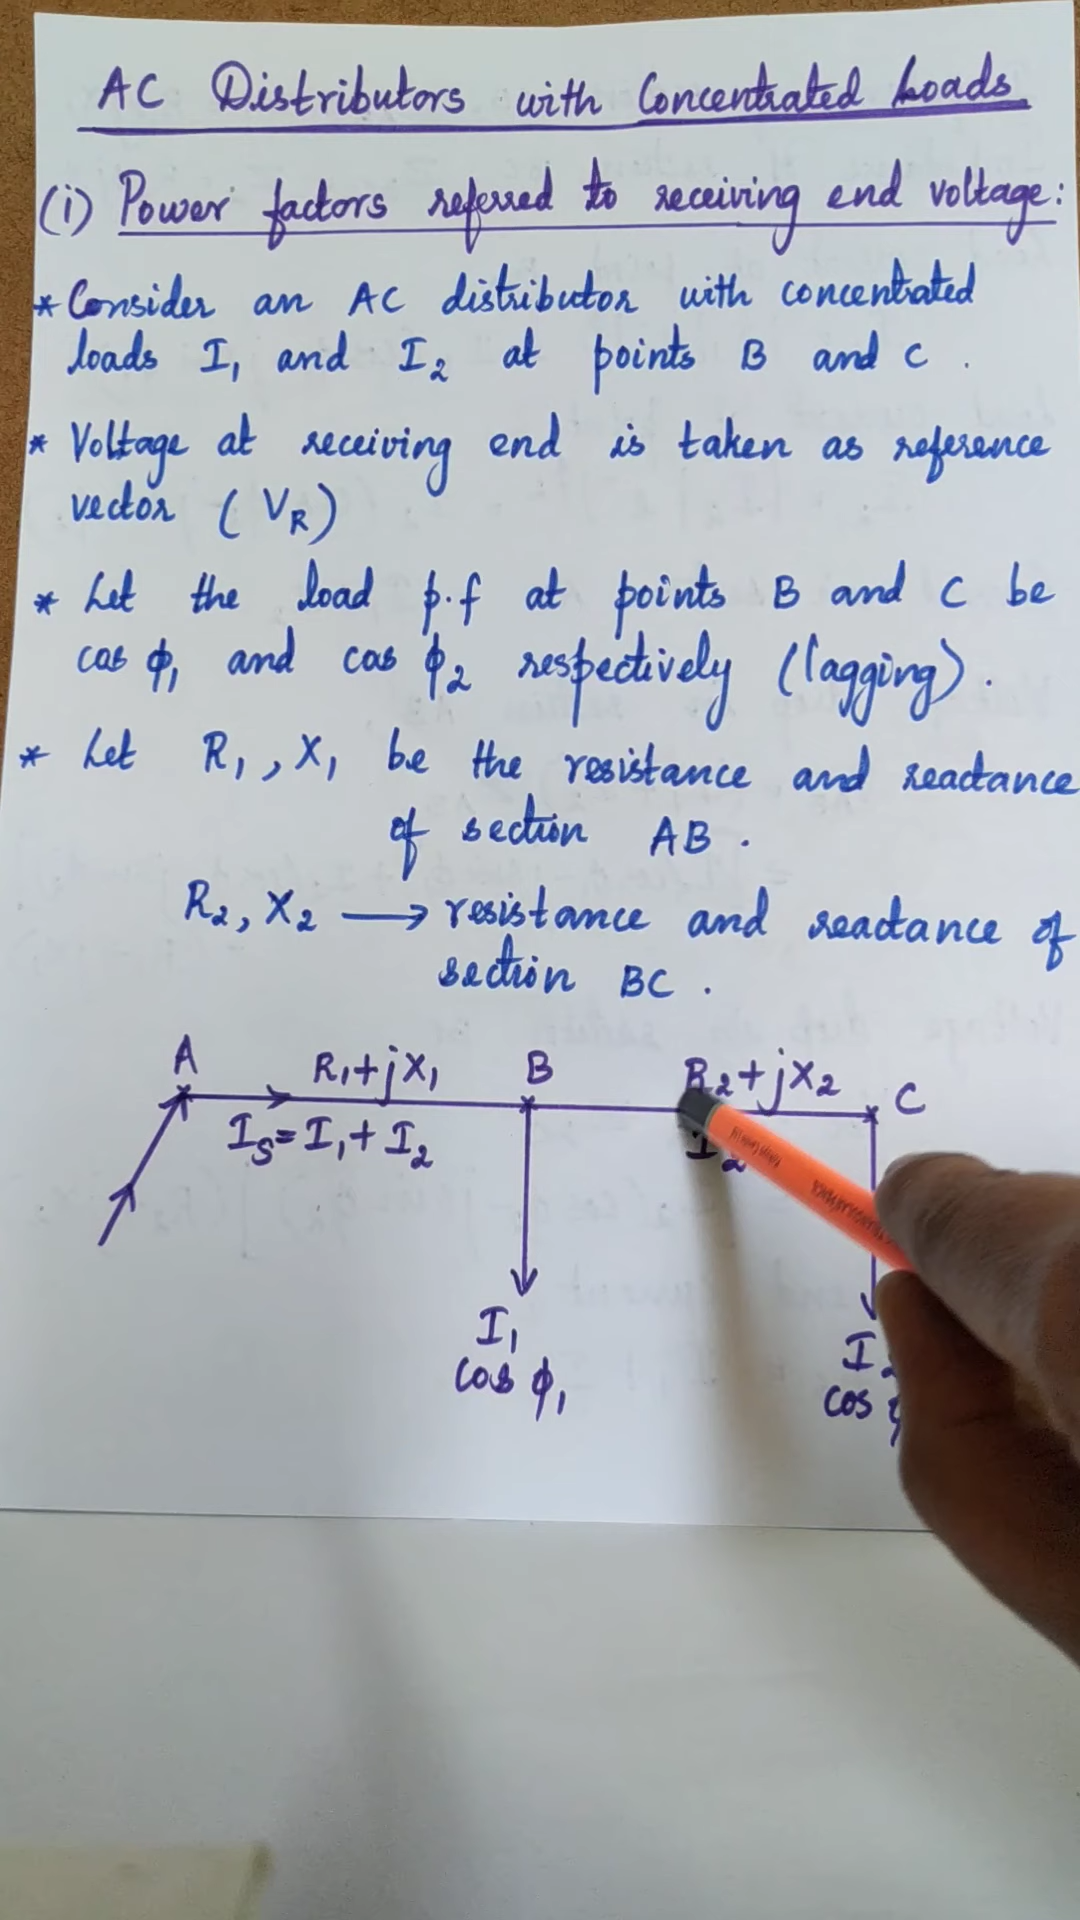 AC Distributors with Concentrated Loads
(i) Power factors referred to receiving end voltage:
* Consider an AC distributor with concentrated
loads I₁ and I₂ at points B and C.
* Voltage at receiving end is taken as reference
vector (V_R)
* Let the load p.f at points B and C be
cos ϕ₁ and cos ϕ₂ respectively (lagging).
* Let R₁, X₁ be the resistance and reactance
of section AB.
R₂, X₂ → resistance and reactance of
section BC.
A R₁+jX₁ B R₂+jX₂ C
I_S=I₁+I₂ I₂
I₁
cos ϕ₁
I
cos